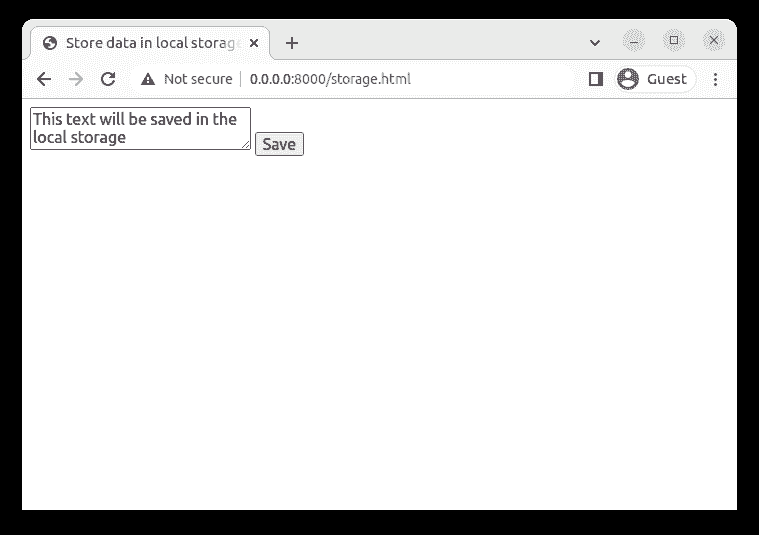 Store data in local storage
Not secure 0.0.0.0:8000/storage.html Guest
This text will be saved in the
local storage
Save